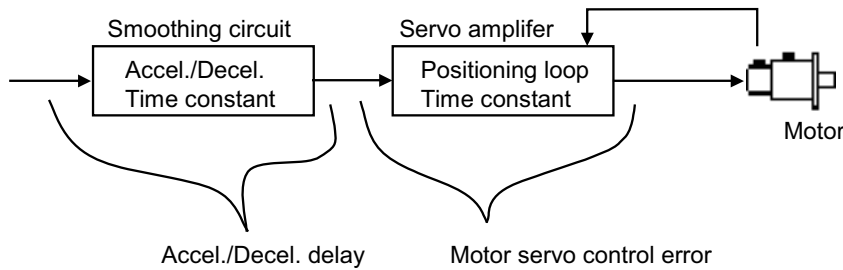 Smoothing circuit
Servo amplifer
Accel./Decel.
Time constant
Positioning loop
Time constant
Motor
Accel./Decel. delay
Motor servo control error